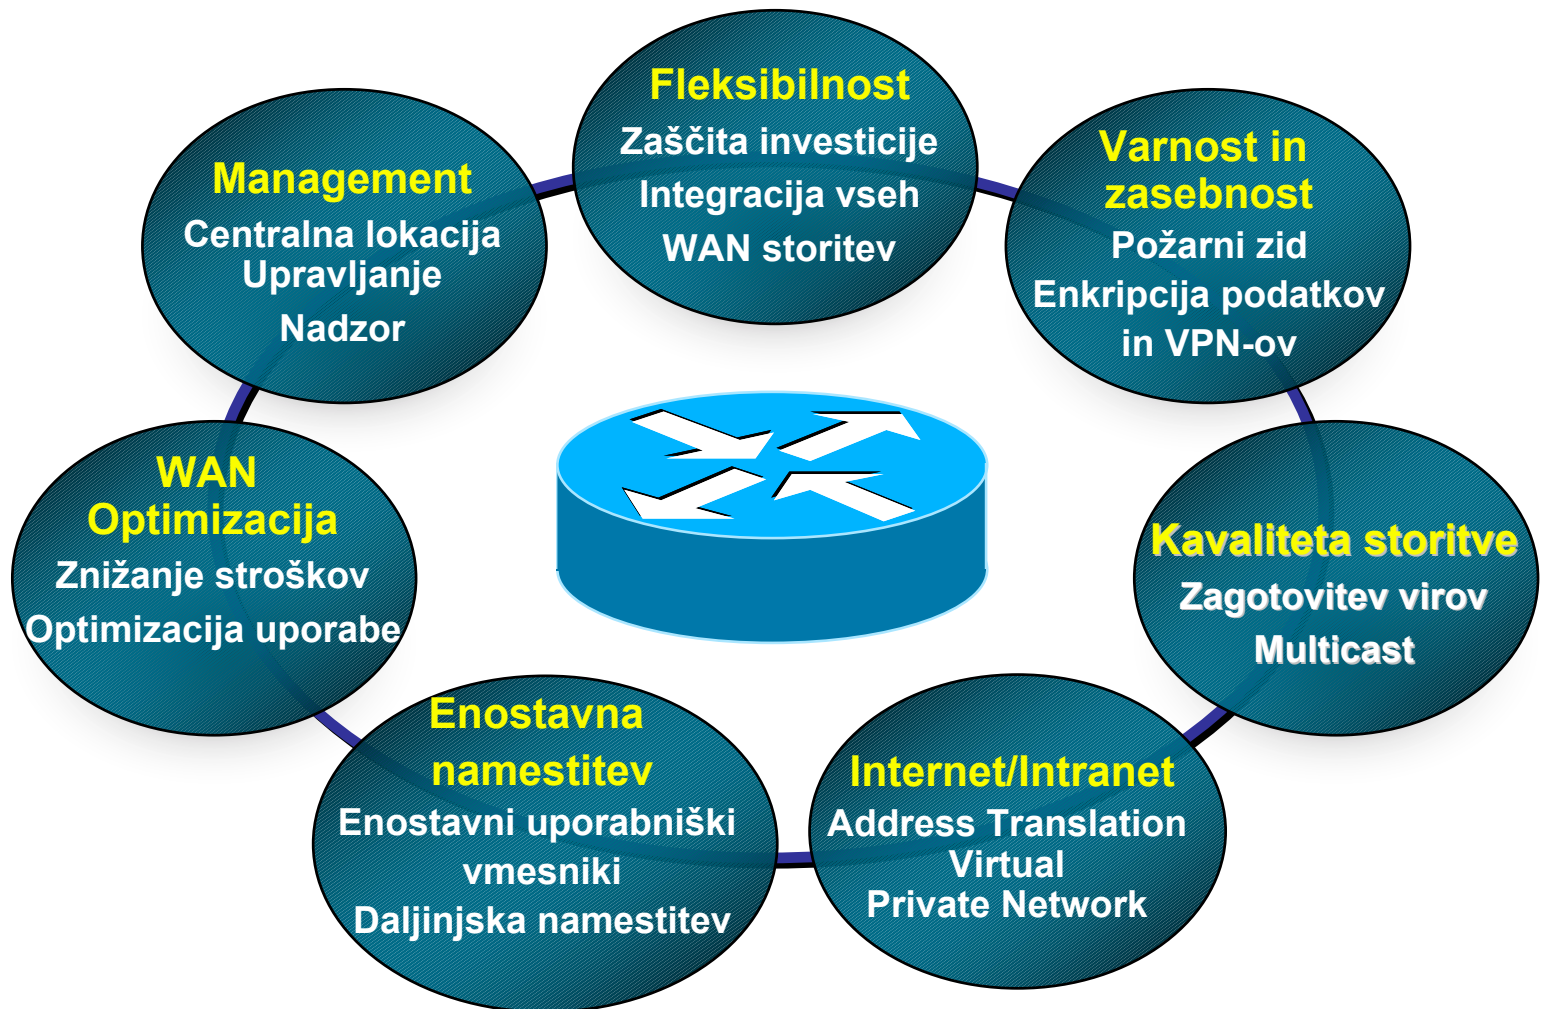 Fleksibilnost
Zaščita investicije
Integracija vseh
WAN storitev
Management
Centralna lokacija
Upravljanje
Nadzor
Varnost in
zasebnost
Požarni zid
Enkripcija podatkov
in VPN-ov
WAN
Optimizacija
Znižanje stroškov
Optimizacija uporabe
Kavaliteta storitve
Zagotovitev virov
Multicast
Enostavna
namestitev
Enostavni uporabniški
vmesniki
Daljinjska namestitev
Internet/Intranet
Address Translation
Virtual
Private Network